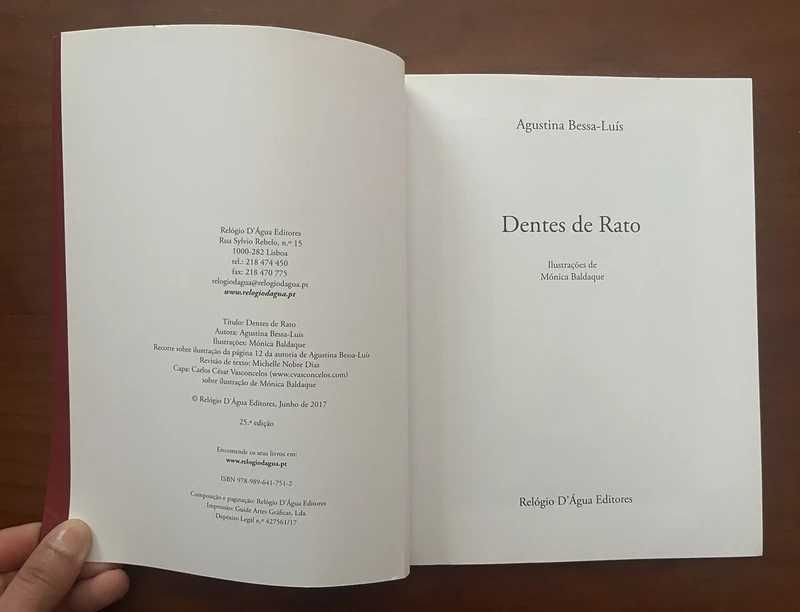 Relógio D'Água Editores
Rua Sylvio Rebelo, n.º 15
1000-282 Lisboa
tel.: 218 474 450
fax: 218 470 775
relogiodagua@relogiodagua.pt
www.relogiodagua.pt
Título: Dentes de Rato
Autora: Agustina Bessa-Luís
Ilustrações: Mónica Baldaque
Recorte sobre ilustração da página 12 da autoria de Agustina Bessa-Luís
Revisão de texto: Michelle Nobre Dias
Capa: Carlos César Vasconcelos (www.cvasconcelos.com)
sobre ilustração de Mónica Baldaque
© Relógio D'Água Editores, Junho de 2017
25.ª edição
Encomende os seus livros em:
www.relogiodagua.pt
ISBN 978-989-641-751-2
Composição e paginação: Relógio D'Água Editores
Impressão: Guide Artes Gráficas, Lda.
Depósito Legal n.º 427561/17
Agustina Bessa-Luís
Dentes de Rato
Ilustrações de
Mónica Baldaque
Relógio D'Água Editores